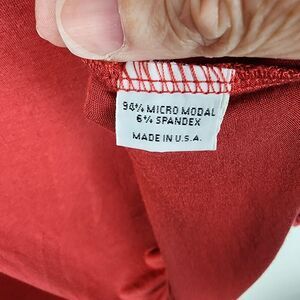 94% MICRO MODAL
6% SPANDEX
MADE IN U.S.A.